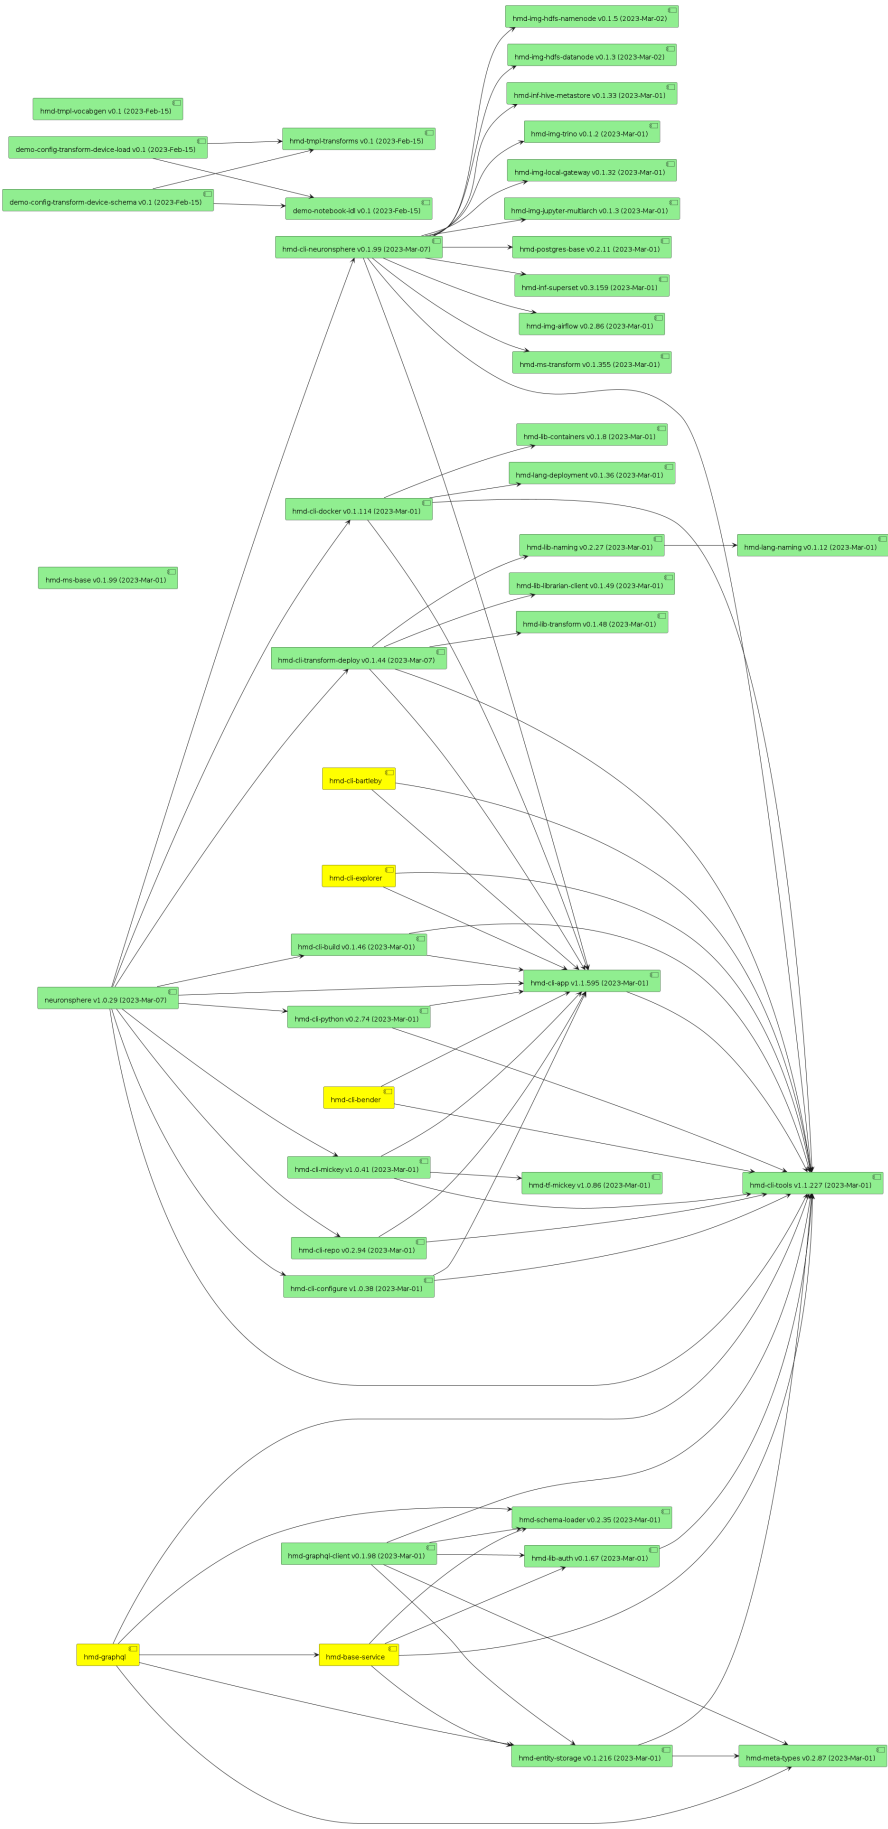 hmd-img-hdfs-namenode v0.1.5 (2023-Mar-02)
hmd-img-hdfs-datanode v0.1.3 (2023-Mar-02)
hmd-inf-hive-metastore v0.1.33 (2023-Mar-01)
hmd-tmpl-vocabgen v0.1 (2023-Feb-15)
hmd-img-trino v0.1.2 (2023-Mar-01)
hmd-tmpl-transforms v0.1 (2023-Feb-15)
demo-config-transform-device-load v0.1 (2023-Feb-15)
hmd-img-local-gateway v0.1.32 (2023-Mar-01)
demo-config-transform-device-schema v0.1 (2023-Feb-15)
demo-notebook-idl v0.1 (2023-Feb-15)
hmd-img-jupyter-multiarch v0.1.3 (2023-Mar-01)
hmd-cli-neuronsphere v0.1.99 (2023-Mar-07)
hmd-postgres-base v0.2.11 (2023-Mar-01)
hmd-inf-superset v0.3.159 (2023-Mar-01)
hmd-img-airflow v0.2.86 (2023-Mar-01)
hmd-ms-transform v0.1.355 (2023-Mar-01)
hmd-lib-containers v0.1.8 (2023-Mar-01)
hmd-lang-deployment v0.1.36 (2023-Mar-01)
hmd-cli-docker v0.1.114 (2023-Mar-01)
hmd-lib-naming v0.2.27 (2023-Mar-01)
hmd-lang-naming v0.1.12 (2023-Mar-01)
hmd-ms-base v0.1.99 (2023-Mar-01)
hmd-lib-librarian-client v0.1.49 (2023-Mar-01)
hmd-lib-transform v0.1.48 (2023-Mar-01)
hmd-cli-transform-deploy v0.1.44 (2023-Mar-07)
hmd-cli-bartleby
hmd-cli-explorer
hmd-cli-build v0.1.46 (2023-Mar-01)
hmd-cli-app v1.1.595 (2023-Mar-01)
neuronsphere v1.0.29 (2023-Mar-07)
hmd-cli-python v0.2.74 (2023-Mar-01)
hmd-cli-bender
hmd-cli-mickey v1.0.41 (2023-Mar-01)
hmd-tf-mickey v1.0.86 (2023-Mar-01)
hmd-cli-tools v1.1.227 (2023-Mar-01)
hmd-cli-repo v0.2.94 (2023-Mar-01)
hmd-cli-configure v1.0.38 (2023-Mar-01)
hmd-schema-loader v0.2.35 (2023-Mar-01)
hmd-graphql-client v0.1.98 (2023-Mar-01)
hmd-lib-auth v0.1.67 (2023-Mar-01)
hmd-graphql
hmd-base-service
hmd-entity-storage v0.1.216 (2023-Mar-01)
hmd-meta-types v0.2.87 (2023-Mar-01)